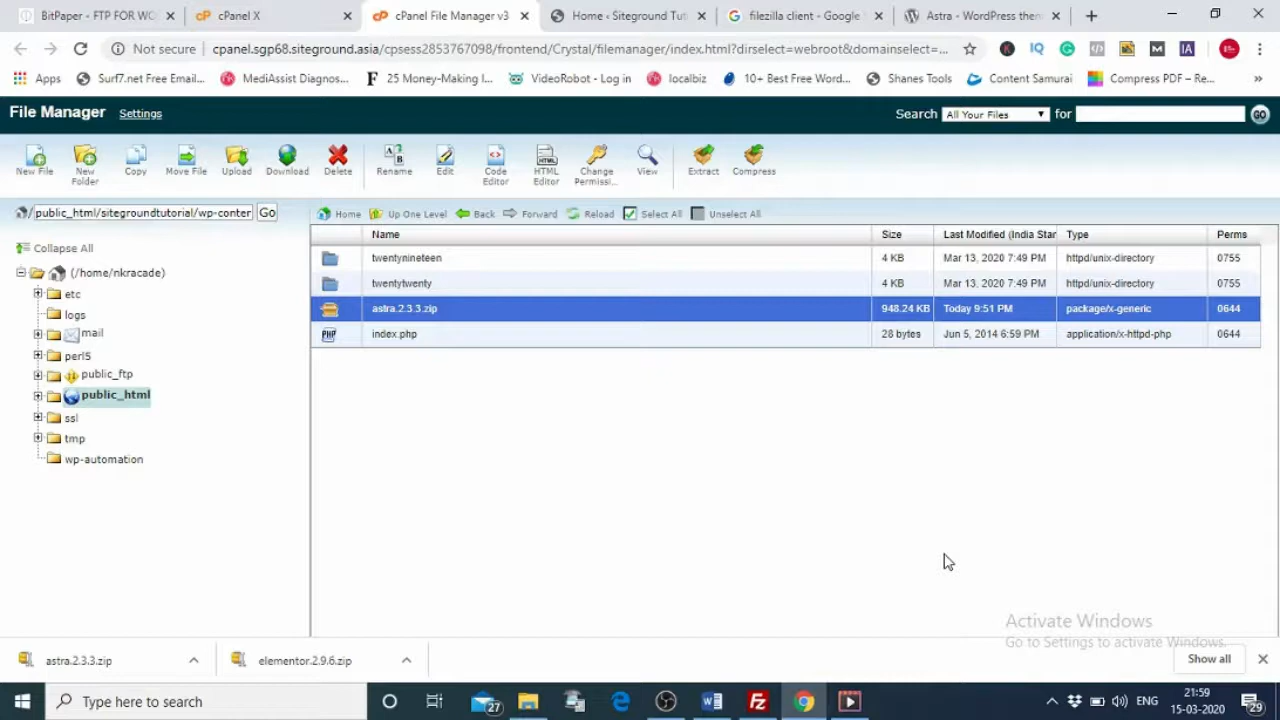 BitPaper - FTP FOR WO
cPanel X
cPanel File Manager v3
Home - Siteground Tut
filezilla client - Google
Astra - WordPress them
Not secure
cpanel.sgp68.siteground.asia/cpsess2853767098/frontend/Crystal/filemanager/index.html?dirselect=webroot&domainselect=...
Apps
Surf7.net Free Email...
MediAssist Diagnos...
25 Money-Making I...
VideoRobot - Log in
localbiz
10+ Best Free Word...
Shanes Tools
Content Samurai
Compress PDF – Re...
»
File Manager
Settings
Search
All Your Files
for
GO
New File
New Folder
Copy
Move File
Upload
Download
Delete
Rename
Edit
Code Editor
HTML Editor
Change Permissi...
View
Extract
Compress
/public_html/sitegroundtutorial/wp-conter
Go
Home
Up One Level
Back
Forward
Reload
Select All
Unselect All
Collapse All
(/home/nkracade)
etc
logs
mail
perl5
public_ftp
public_html
ssl
tmp
wp-automation
Name Size Last Modified (India Star Type Perms
twentynineteen 4 KB Mar 13, 2020 7:49 PM httpd/unix-directory 0755
twentytwenty 4 KB Mar 13, 2020 7:49 PM httpd/unix-directory 0755
astra.2.3.3.zip 948.24 KB Today 9:51 PM package/x-generic 0644
index.php 28 bytes Jun 5, 2014 6:59 PM application/x-httpd-php 0644
Activate Windows
Go to Settings to activate Windows.
astra.2.3.3.zip
elementor.2.9.6.zip
Show all
Type here to search
27
ENG
21:59
15-03-2020
29